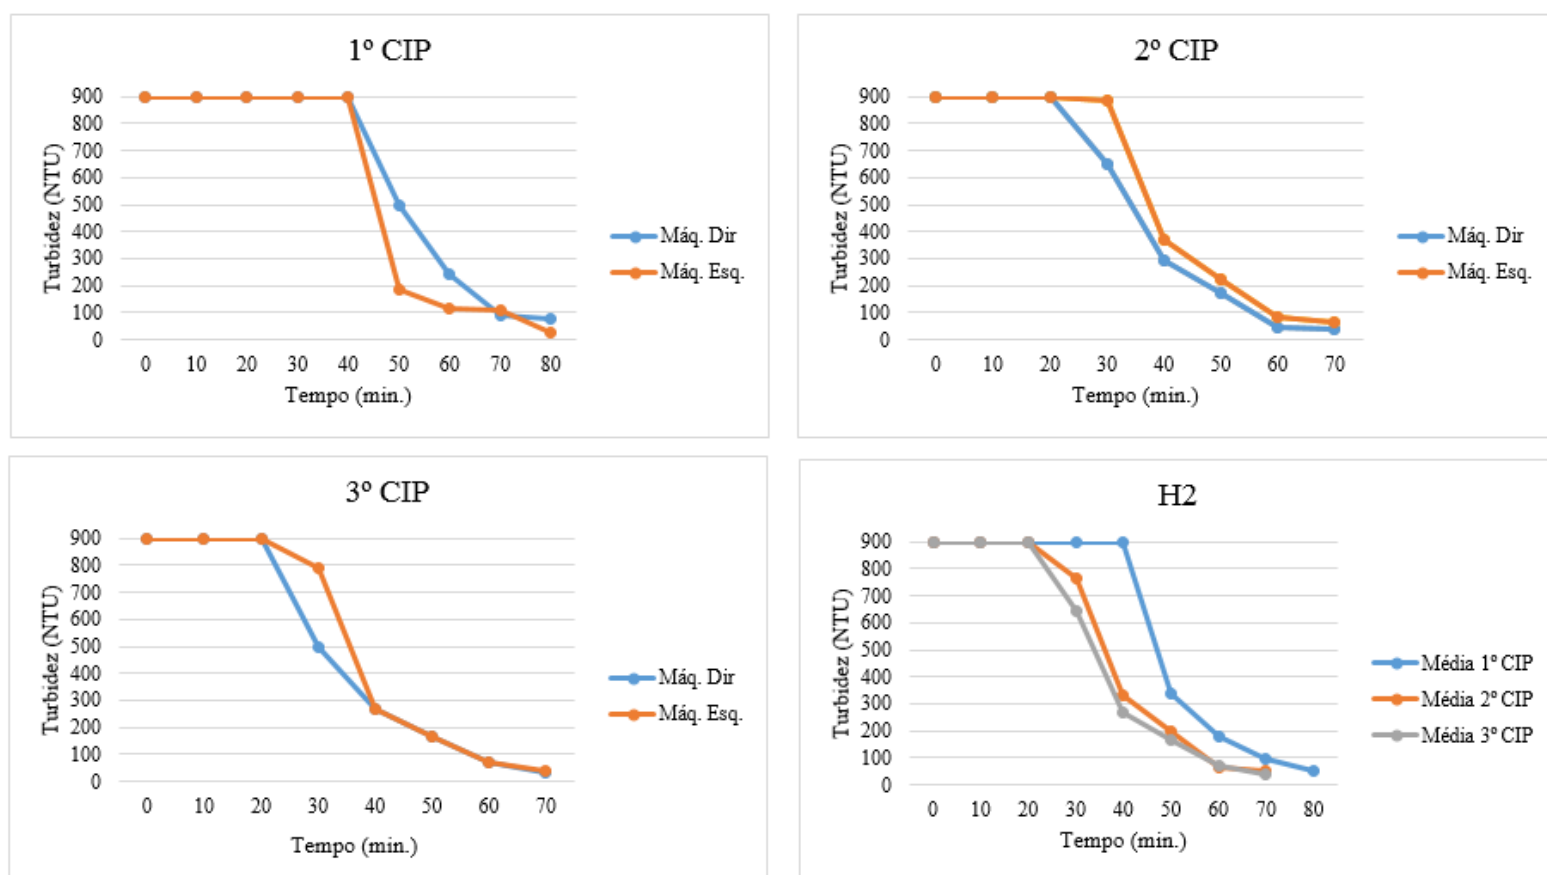 1º CIP
900
800
700
600
500
400
300
200
100
0
Turbidez (NTU)
0 10 20 30 40 50 60 70 80
Tempo (min.)
Máq. Dir
Máq. Esq.
2º CIP
900
800
700
600
500
400
300
200
100
0
Turbidez (NTU)
0 10 20 30 40 50 60 70
Tempo (min.)
Máq. Dir
Máq. Esq.
3º CIP
900
800
700
600
500
400
300
200
100
0
Turbidez (NTU)
0 10 20 30 40 50 60 70
Tempo (min.)
Máq. Dir
Máq. Esq.
H2
900
800
700
600
500
400
300
200
100
0
Turbidez (NTU)
0 10 20 30 40 50 60 70 80
Tempo (min.)
Média 1º CIP
Média 2º CIP
Média 3º CIP